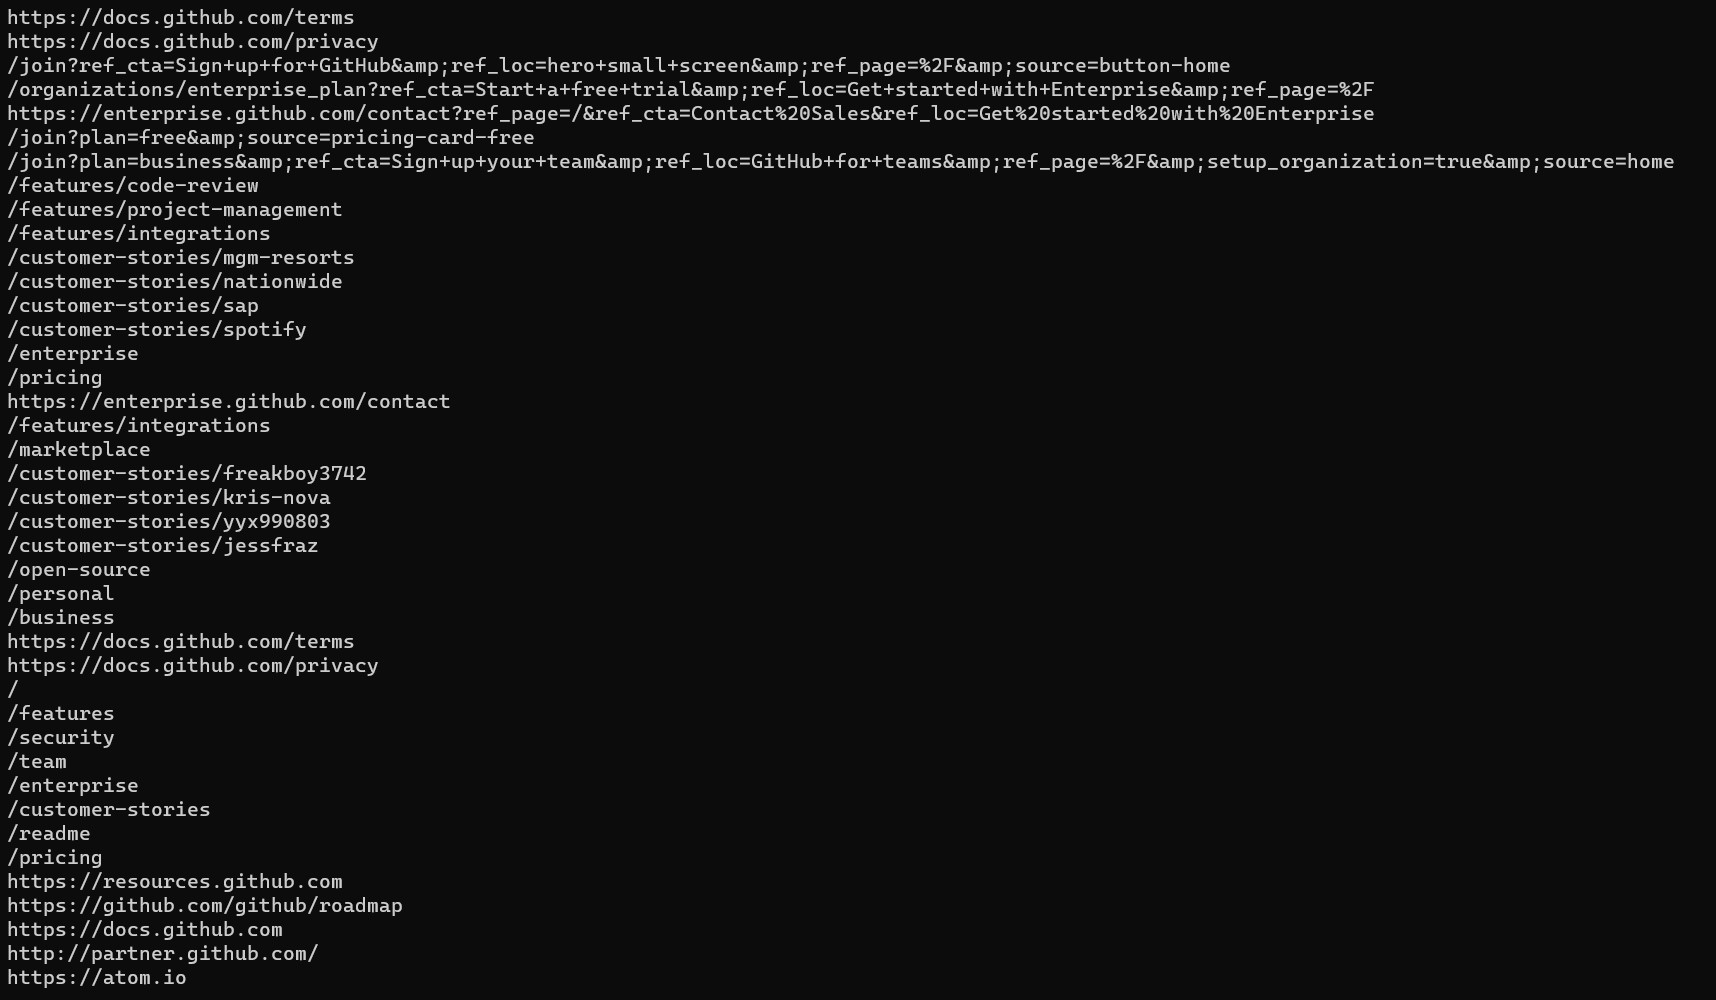 https://docs.github.com/terms
https://docs.github.com/privacy
/join?ref_cta=Sign+up+for+GitHub&amp;ref_loc=hero+small+screen&amp;ref_page=%2F&amp;source=button-home
/organizations/enterprise_plan?ref_cta=Start+a+free+trial&amp;ref_loc=Get+started+with+Enterprise&amp;ref_page=%2F
https://enterprise.github.com/contact?ref_page=/&ref_cta=Contact%20Sales&ref_loc=Get%20started%20with%20Enterprise
/join?plan=free&amp;source=pricing-card-free
/join?plan=business&amp;ref_cta=Sign+up+your+team&amp;ref_loc=GitHub+for+teams&amp;ref_page=%2F&amp;setup_organization=true&amp;source=home
/features/code-review
/features/project-management
/features/integrations
/customer-stories/mgm-resorts
/customer-stories/nationwide
/customer-stories/sap
/customer-stories/spotify
/enterprise
/pricing
https://enterprise.github.com/contact
/features/integrations
/marketplace
/customer-stories/freakboy3742
/customer-stories/kris-nova
/customer-stories/yyx990803
/customer-stories/jessfraz
/open-source
/personal
/business
https://docs.github.com/terms
https://docs.github.com/privacy
/
/features
/security
/team
/enterprise
/customer-stories
/readme
/pricing
https://resources.github.com
https://github.com/github/roadmap
https://docs.github.com
http://partner.github.com/
https://atom.io